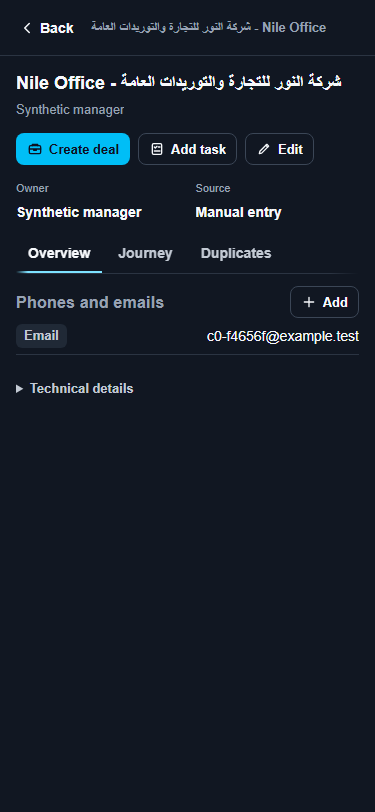 Back
شركة النور للتجارة والتوريدات العامة - Nile Office
Nile Office - شركة النور للتجارة والتوريدات العامة
Synthetic manager
Create deal Add task Edit
Owner Source
Synthetic manager Manual entry
Overview Journey Duplicates
Phones and emails Add
Email c0-f4656f@example.test
Technical details